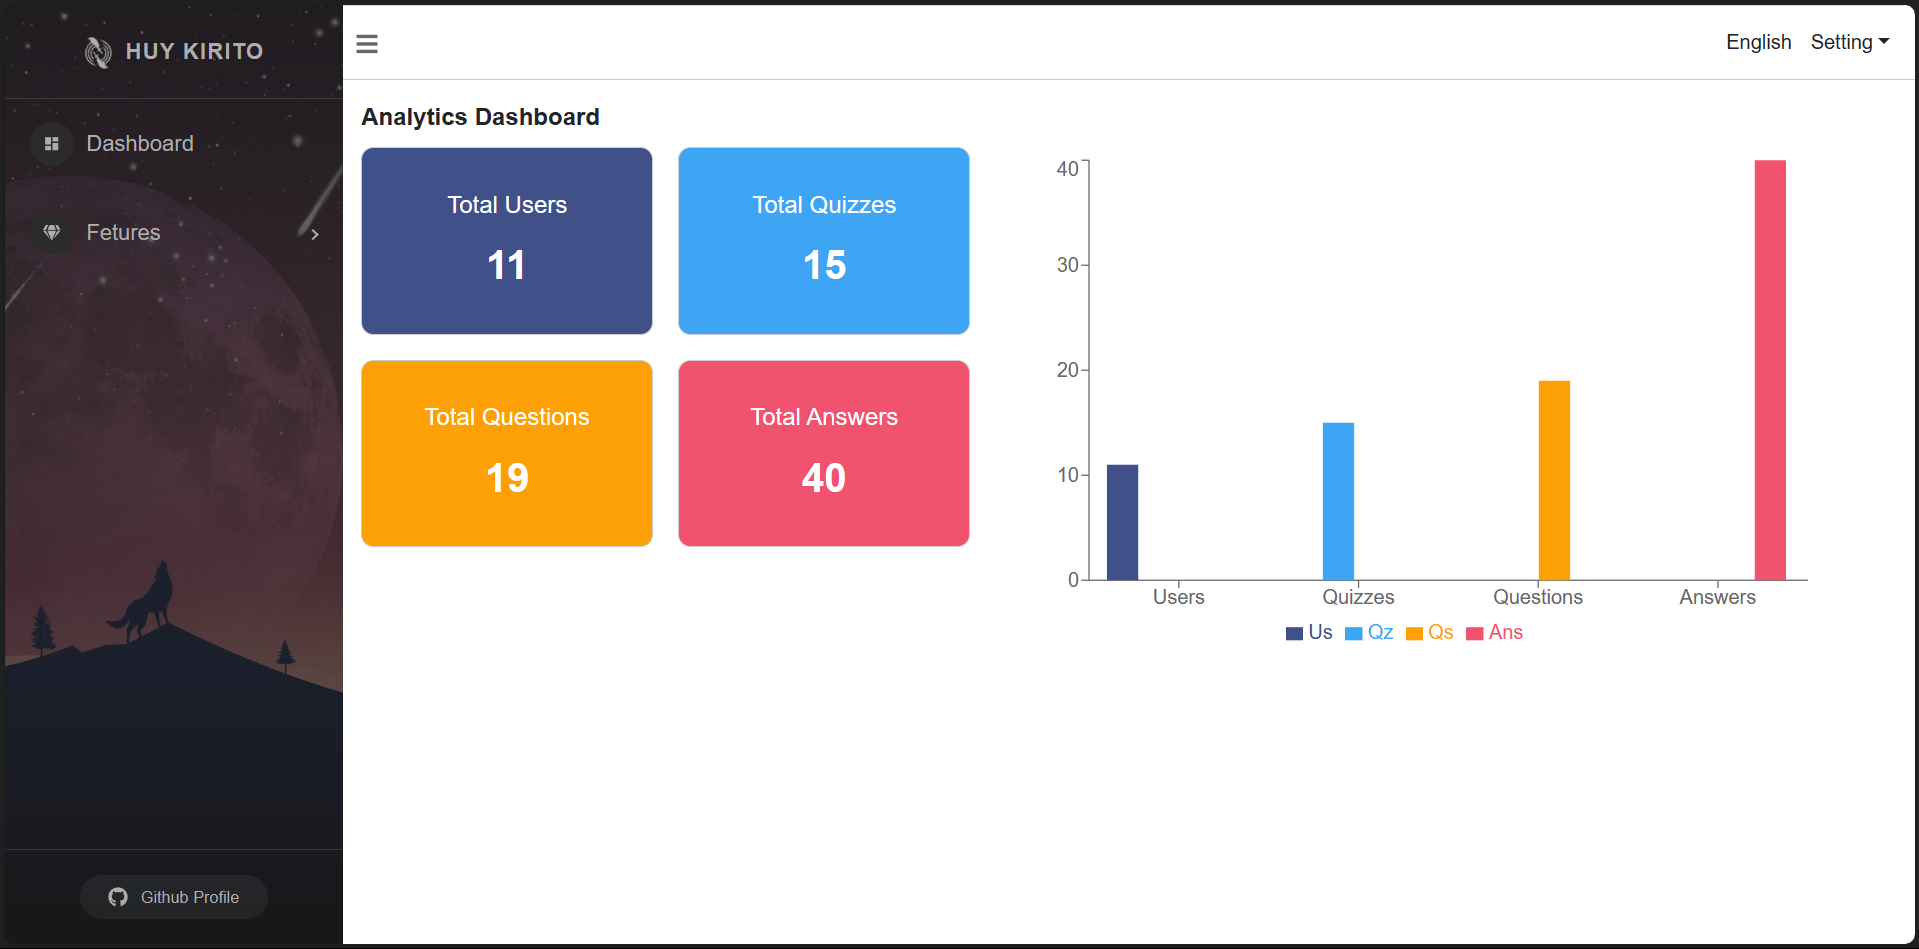 HUY KIRITO
Dashboard
Fetures
Github Profile
English Setting
Analytics Dashboard
Total Users
11
Total Quizzes
15
Total Questions
19
Total Answers
40
40
30
20
10
0
Users Quizzes Questions Answers
Us Qz Qs Ans